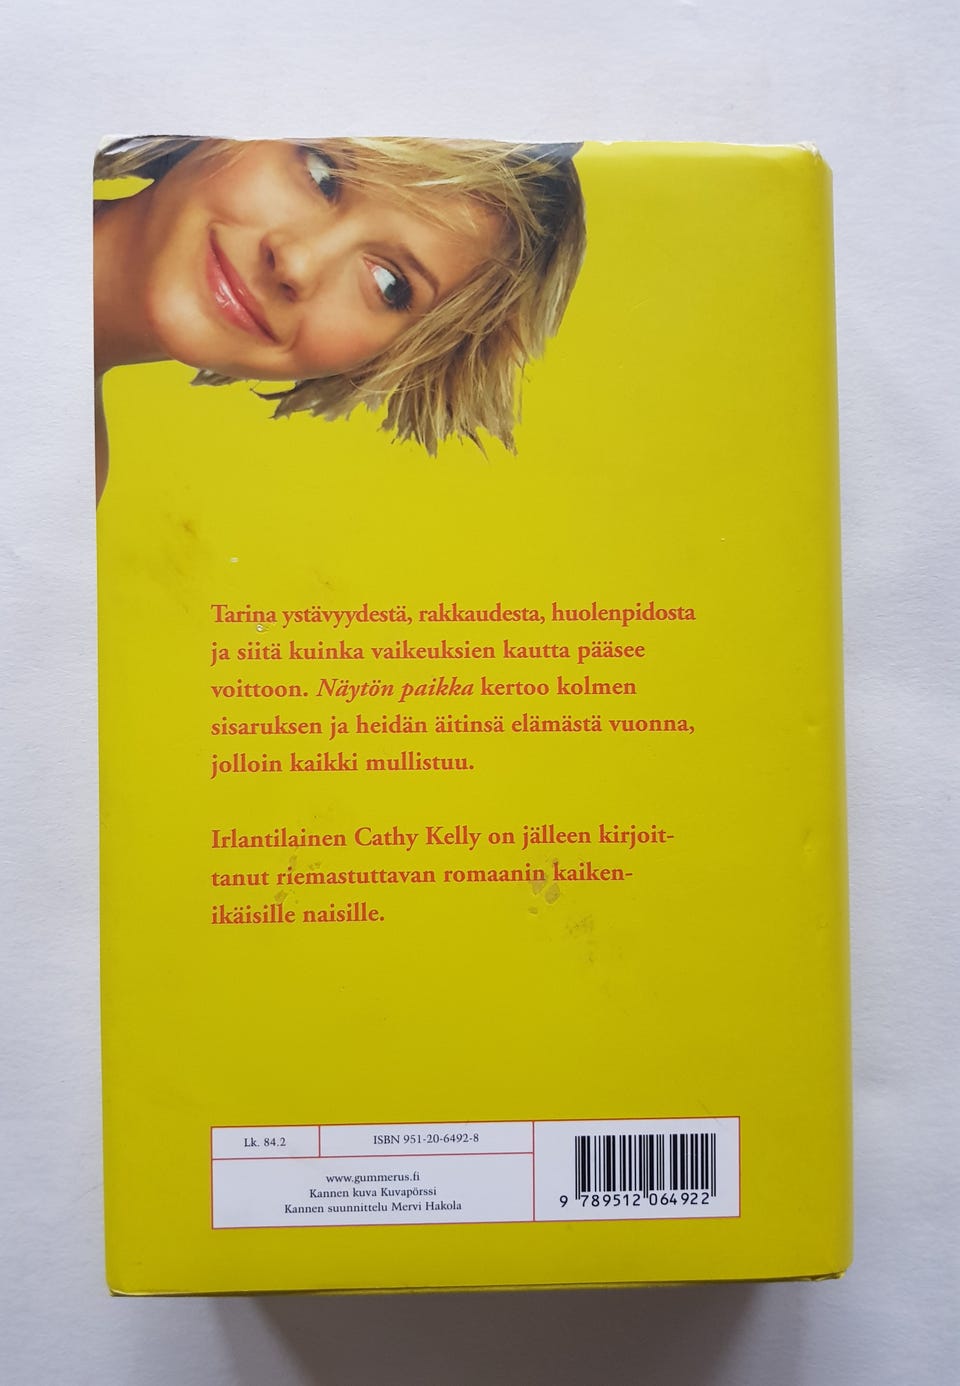 Tarina ystävyydestä, rakkaudesta, huolenpidosta
ja siitä kuinka vaikeuksien kautta pääsee
voittoon. Näytön paikka kertoo kolmen
sisaruksen ja heidän äitinsä elämästä vuonna,
jolloin kaikki mullistuu.
Irlantilainen Cathy Kelly on jälleen kirjoit-
tanut riemastuttavan romaanin kaiken-
ikäisille naisille.
Lk. 84.2
ISBN 951-20-6492-8
www.gummerus.fi
Kannen kuva Kuvapörssi
Kannen suunnittelu Mervi Hakola
9 789512 064922